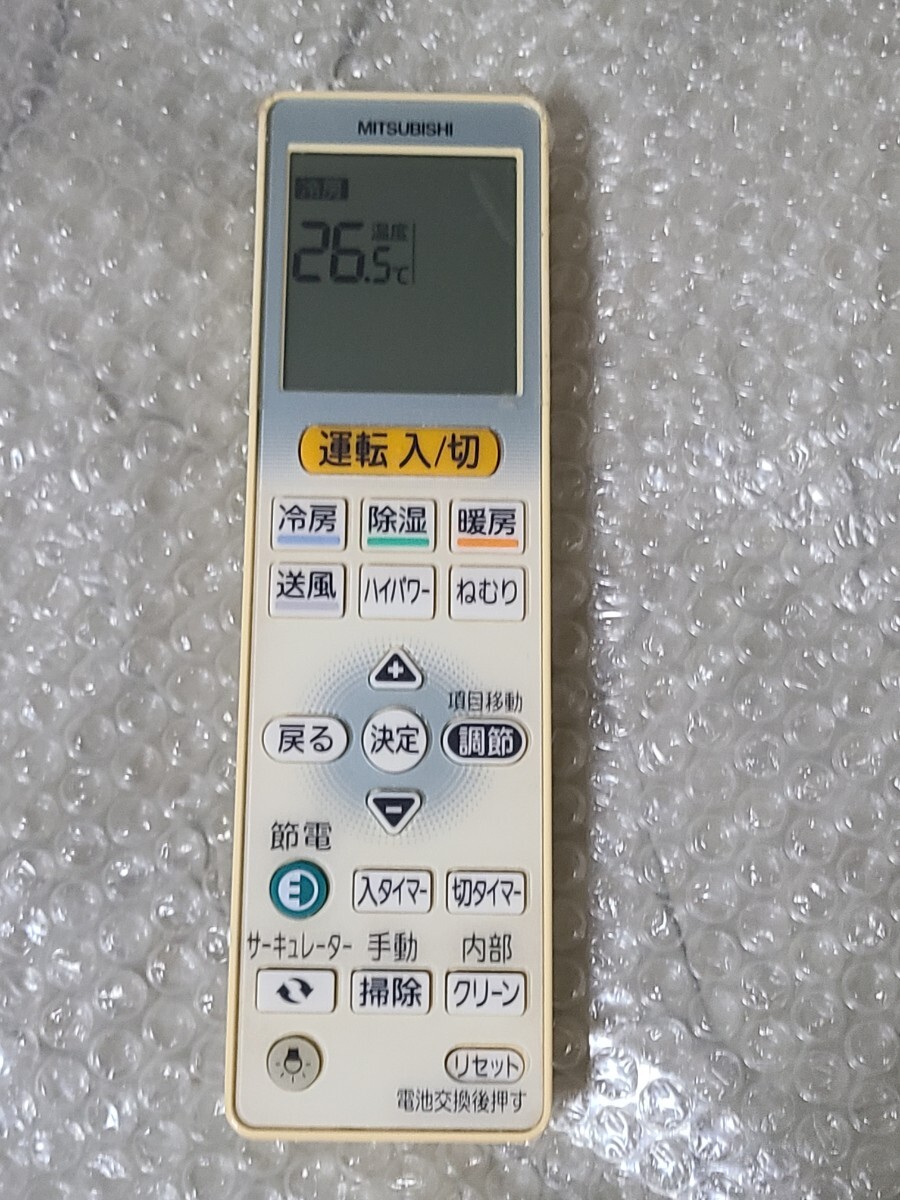 MITSUBISHI
冷房
温度
26.5℃
運転 入/切
冷房 除湿 暖房
送風 ハイパワー ねむり
+
項目移動
戻る 決定 調節
-
節電
入タイマー 切タイマー
サーキュレーター 手動 内部
掃除 クリーン
リセット
電池交換後押す